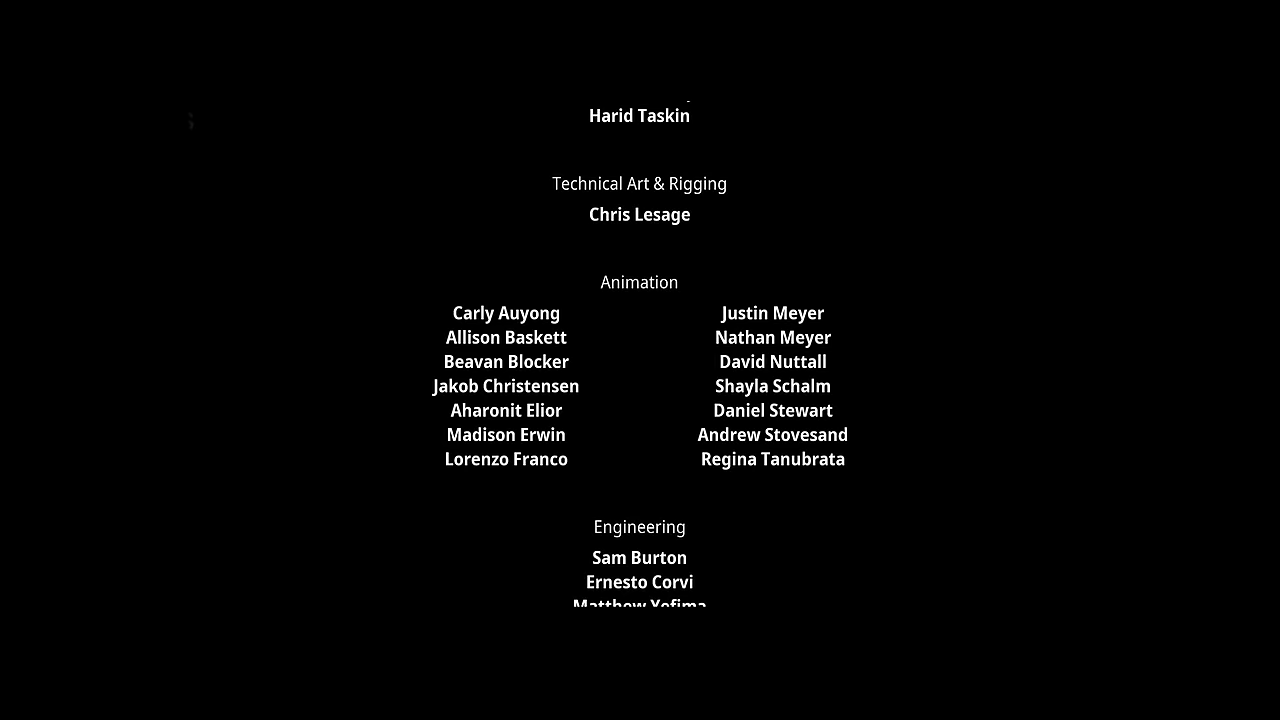 Harid Taskin
Technical Art & Rigging
Chris Lesage
Animation
Carly Auyong
Allison Baskett
Beavan Blocker
Jakob Christensen
Aharonit Elior
Madison Erwin
Lorenzo Franco
Justin Meyer
Nathan Meyer
David Nuttall
Shayla Schalm
Daniel Stewart
Andrew Stovesand
Regina Tanubrata
Engineering
Sam Burton
Ernesto Corvi
Matthew